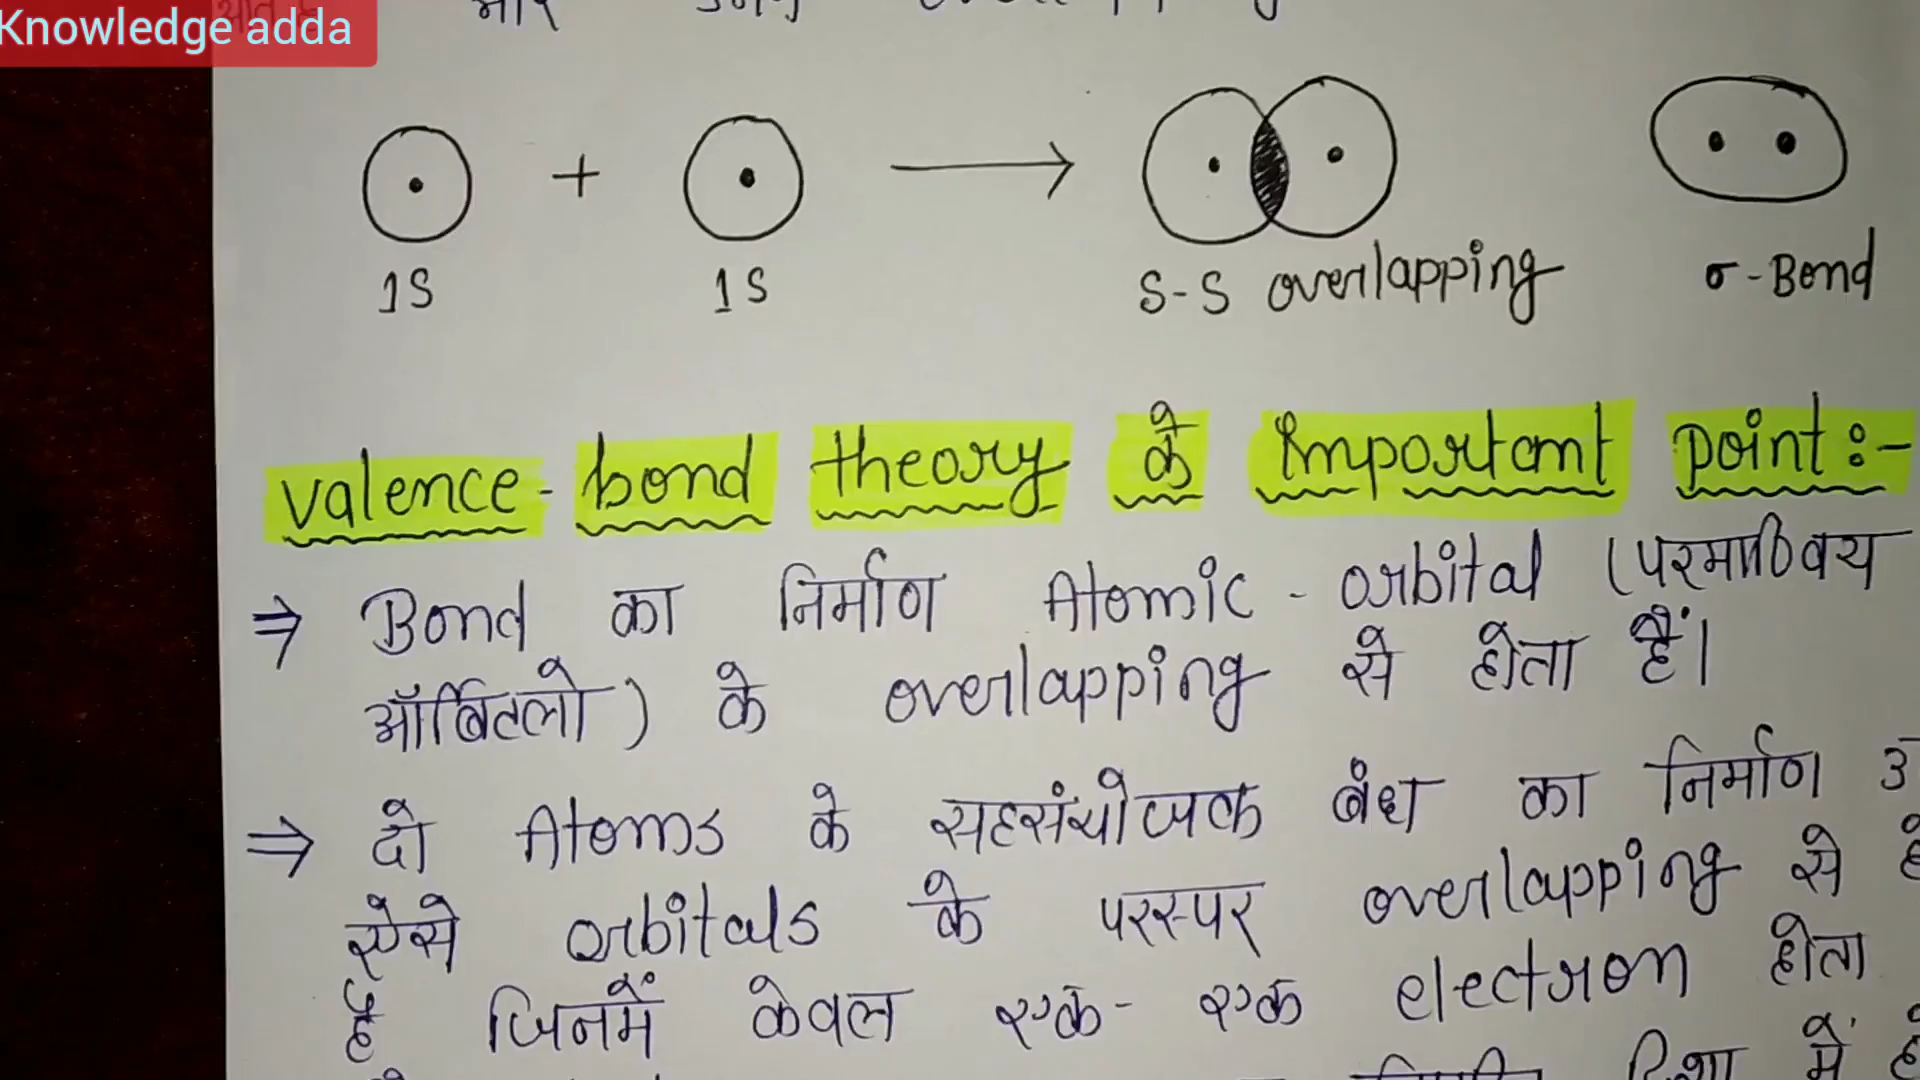 Knowledge adda
1S + 1S → S-S overlapping σ-Bond
valence-bond theory के Important point:-
⇒ Bond का निर्माण Atomic-orbital (परमाण्विय
ऑर्बिटलो) के overlapping से होता हैं।
⇒ दो Atoms के सहसंयोजक बंध का निर्माण
ऐसे orbitals के परस्पर overlapping से
है जिनमें केवल एक-एक electron होता
दिशा में